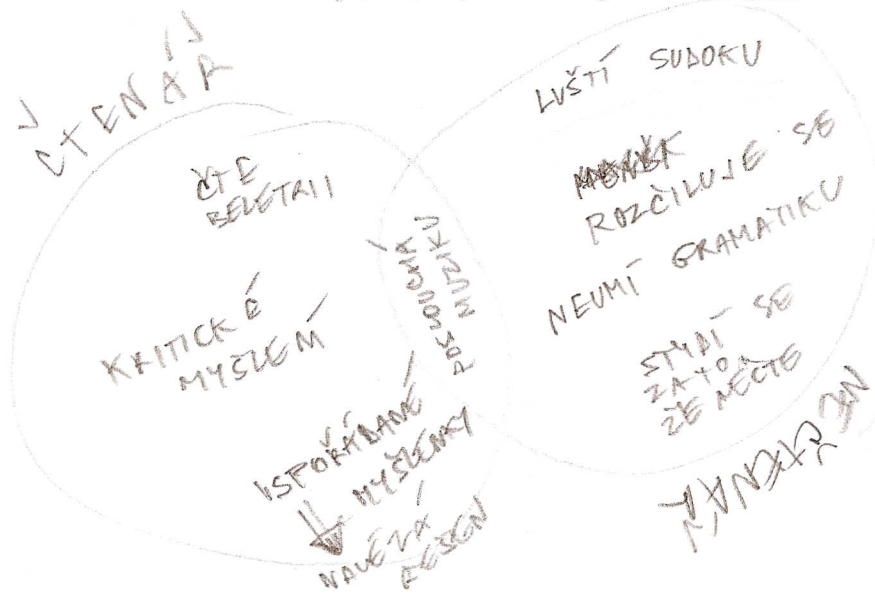 ČTENÁŘ
ČTE
BELETRII
KRITICKÉ
MYŠLENÍ
POSLOUCHÁ
MUZIKU
USPOŘÁDANÉ
MYŠLENKY
NALÉZÁ
ŘEŠENÍ
LUŠTÍ SUDOKU
ROZČILUJE SE
NEUMÍ GRAMATIKU
STYDÍ SE
ZA TO,
ŽE NEČTE
NEČTENÁŘ